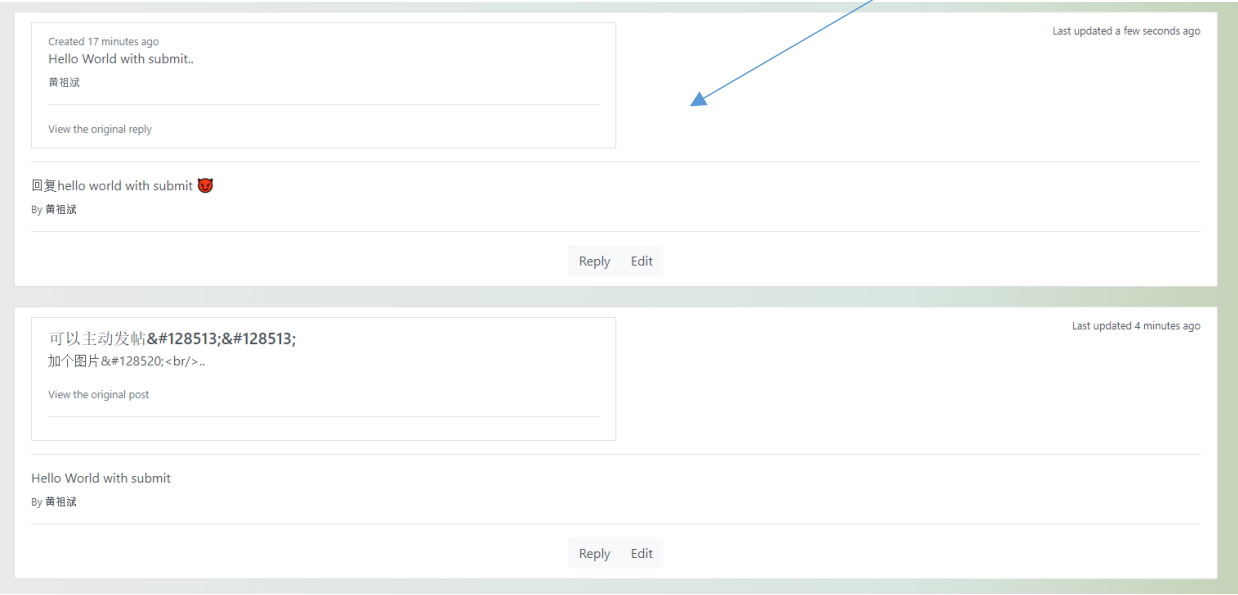 Created 17 minutes ago
Last updated a few seconds ago
Hello World with submit..
黄祖斌
View the original reply
回复hello world with submit 😈
By 黄祖斌
Reply Edit
可以主动发帖&#128513;&#128513;
Last updated 4 minutes ago
加个图片&#128520;<br/>..
View the original post
Hello World with submit
By 黄祖斌
Reply Edit